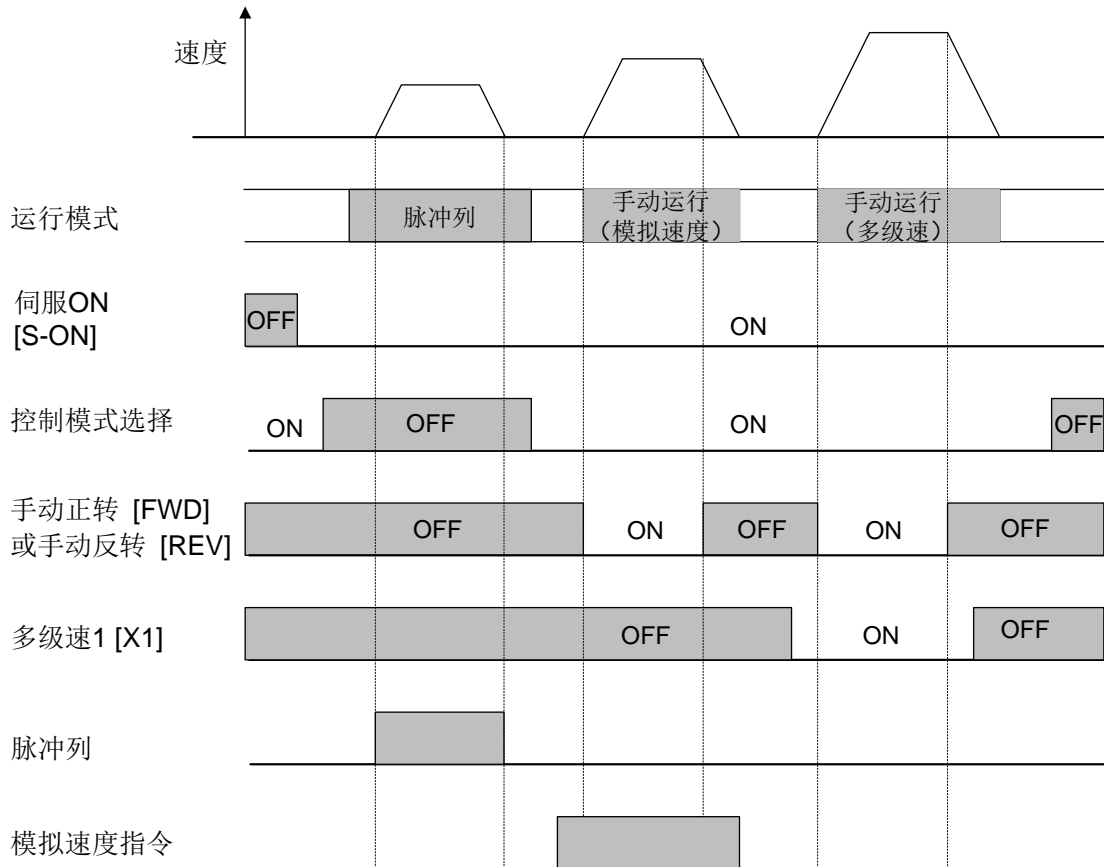 速度
运行模式
脉冲列
手动运行
（模拟速度）
手动运行
（多级速）
伺服ON
[S-ON]
OFF
ON
控制模式选择
ON
OFF
ON
OFF
手动正转 [FWD]
或手动反转 [REV]
OFF
ON
OFF
ON
OFF
多级速1 [X1]
OFF
ON
OFF
脉冲列
模拟速度指令